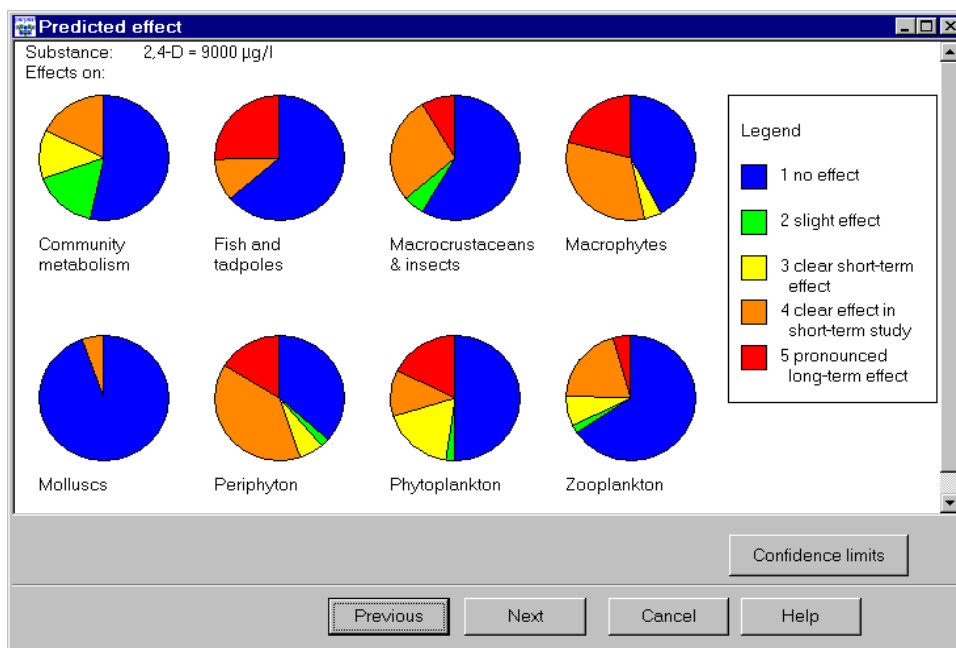 Predicted effect
Substance: 2,4-D = 9000 µg/l
Effects on:
Community
metabolism
Fish and
tadpoles
Macrocrustaceans
& insects
Macrophytes
Molluscs
Periphyton
Phytoplankton
Zooplankton
Legend
1 no effect
2 slight effect
3 clear short-term
effect
4 clear effect in
short-term study
5 pronounced
long-term effect
Confidence limits
Previous
Next
Cancel
Help